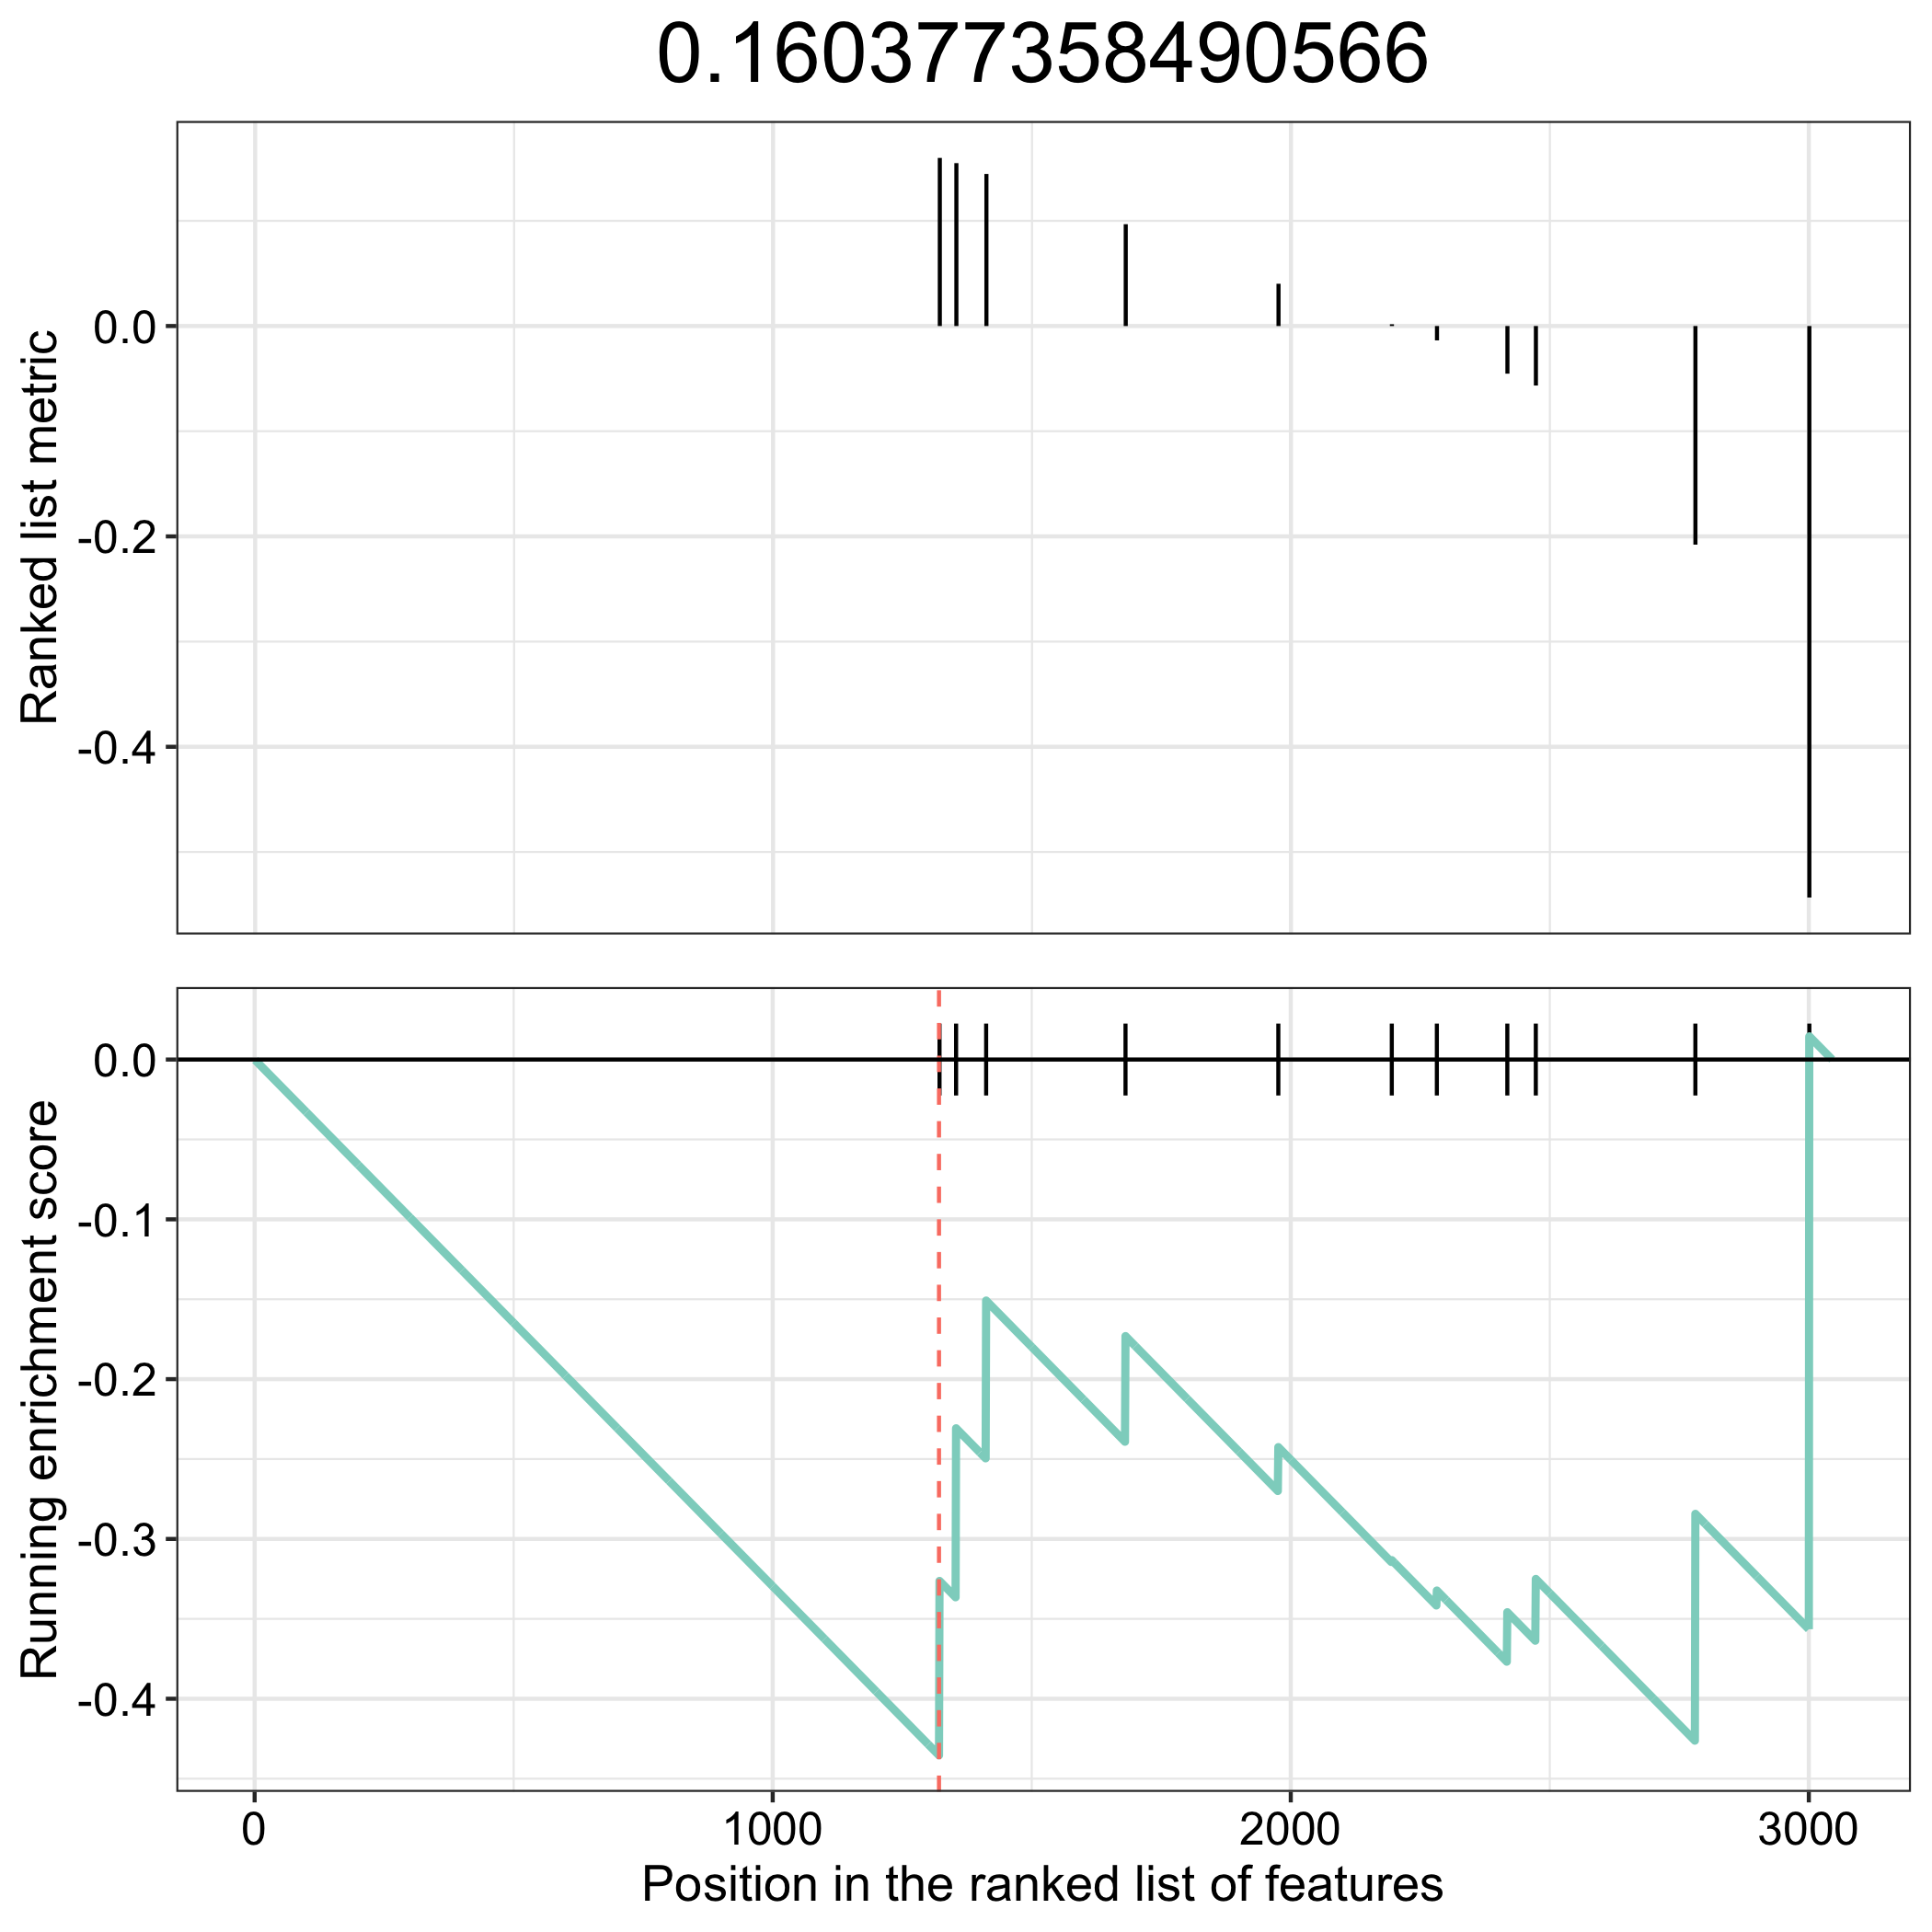 0.160377358490566
Ranked list metric
0.0
-0.2
-0.4
Running enrichment score
0.0
-0.1
-0.2
-0.3
-0.4
0 1000 2000 3000
Position in the ranked list of features